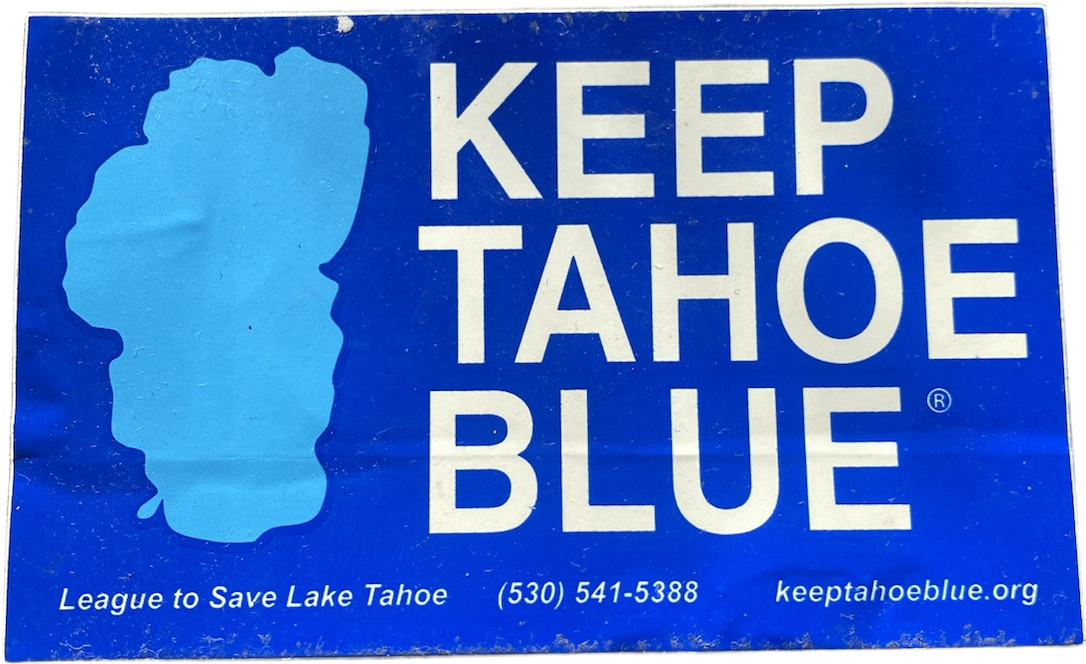 KEEP
TAHOE
BLUE®
League to Save Lake Tahoe (530) 541-5388 keeptahoeblue.org